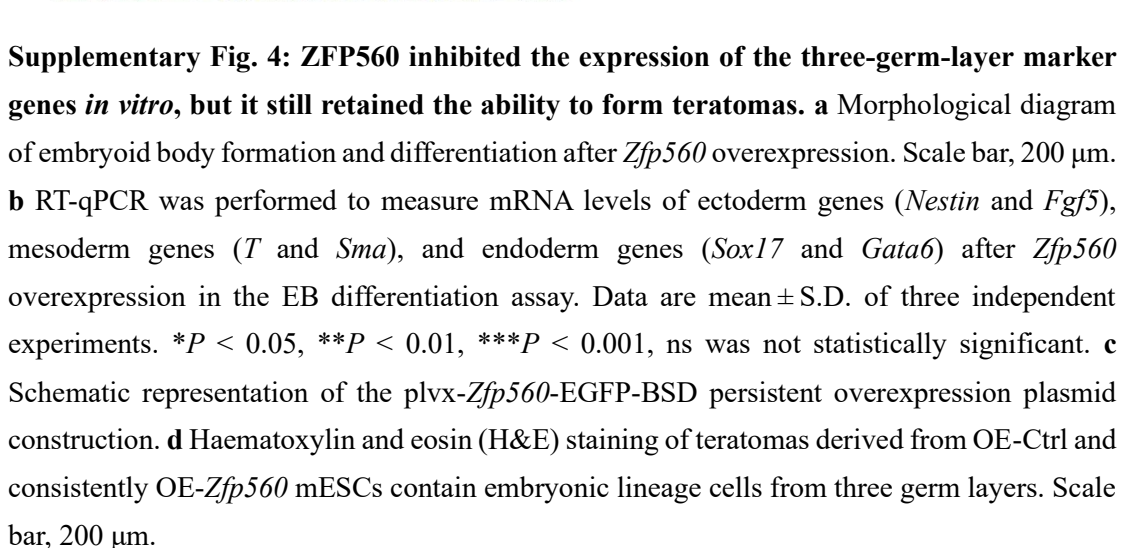 Supplementary Fig. 4: ZFP560 inhibited the expression of the three-germ-layer marker
genes in vitro, but it still retained the ability to form teratomas. a Morphological diagram
of embryoid body formation and differentiation after Zfp560 overexpression. Scale bar, 200 μm.
b RT-qPCR was performed to measure mRNA levels of ectoderm genes (Nestin and Fgf5),
mesoderm genes (T and Sma), and endoderm genes (Sox17 and Gata6) after Zfp560
overexpression in the EB differentiation assay. Data are mean ± S.D. of three independent
experiments. *P < 0.05, **P < 0.01, ***P < 0.001, ns was not statistically significant. c
Schematic representation of the plvx-Zfp560-EGFP-BSD persistent overexpression plasmid
construction. d Haematoxylin and eosin (H&E) staining of teratomas derived from OE-Ctrl and
consistently OE-Zfp560 mESCs contain embryonic lineage cells from three germ layers. Scale
bar, 200 μm.